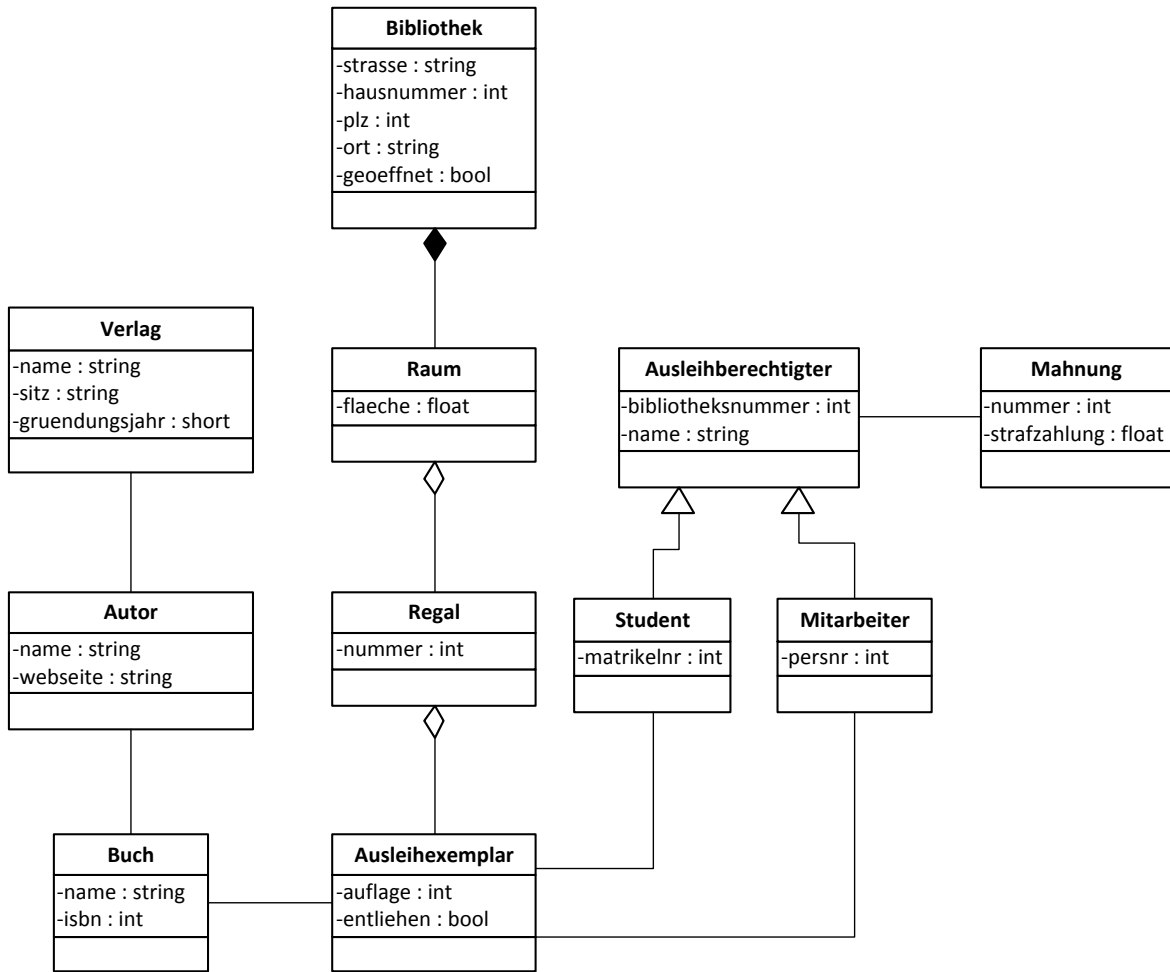 Bibliothek
-strasse : string
-hausnummer : int
-plz : int
-ort : string
-geoeffnet : bool
Verlag
-name : string
-sitz : string
-gruendungsjahr : short
Raum
-flaeche : float
Ausleihberechtigter
-bibliotheksnummer : int
-name : string
Mahnung
-nummer : int
-strafzahlung : float
Autor
-name : string
-webseite : string
Regal
-nummer : int
Student
-matrikelnr : int
Mitarbeiter
-persnr : int
Buch
-name : string
-isbn : int
Ausleihexemplar
-auflage : int
-entliehen : bool